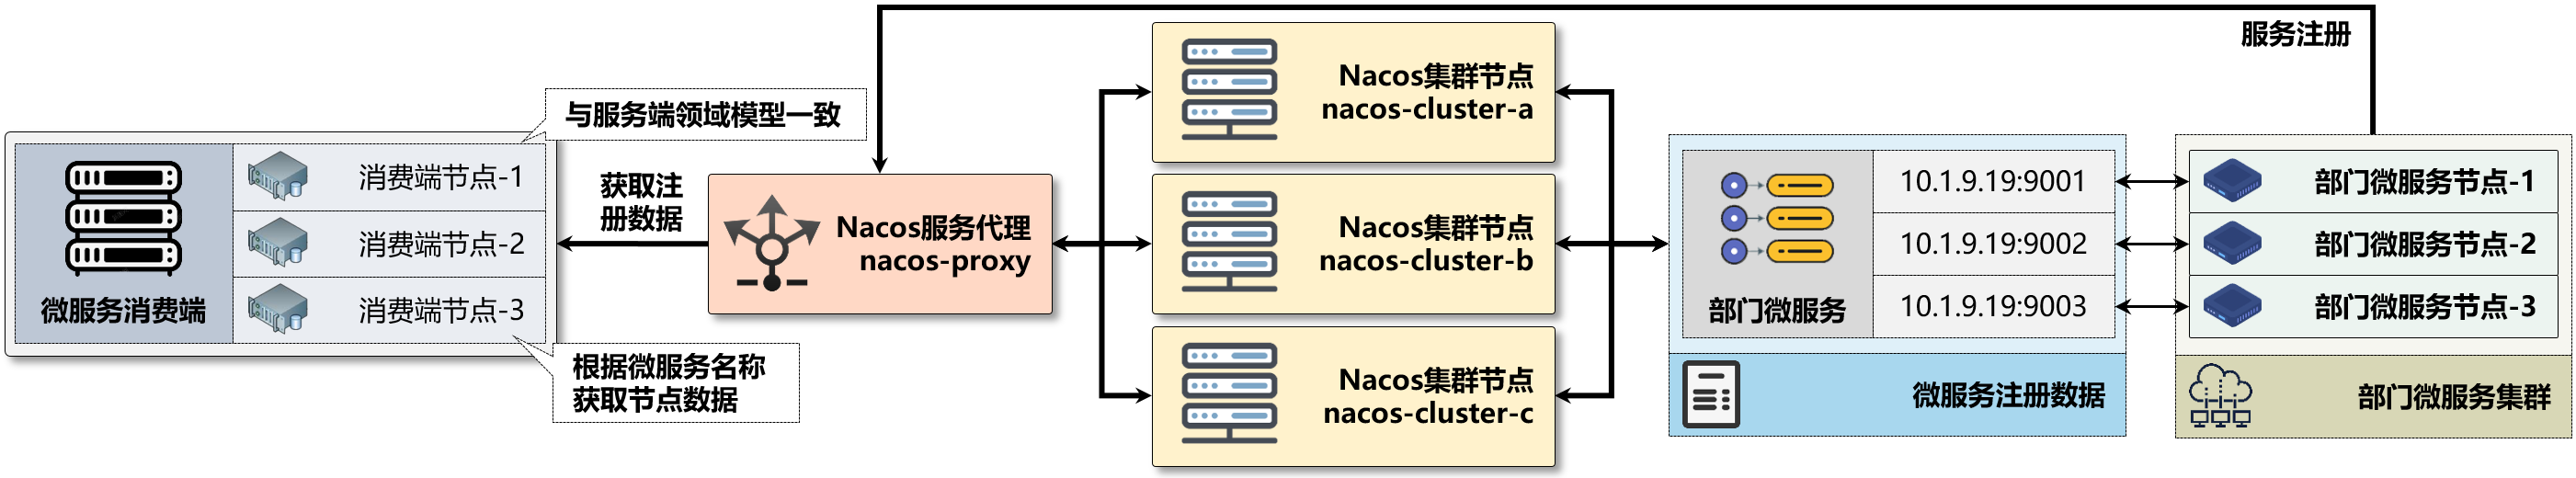 服务注册
与服务端领域模型一致
微服务消费端
消费端节点-1
消费端节点-2
消费端节点-3
根据微服务名称
获取节点数据
获取注
册数据
Nacos服务代理
nacos-proxy
Nacos集群节点
nacos-cluster-a
Nacos集群节点
nacos-cluster-b
Nacos集群节点
nacos-cluster-c
部门微服务
10.1.9.19:9001
10.1.9.19:9002
10.1.9.19:9003
微服务注册数据
部门微服务节点-1
部门微服务节点-2
部门微服务节点-3
部门微服务集群